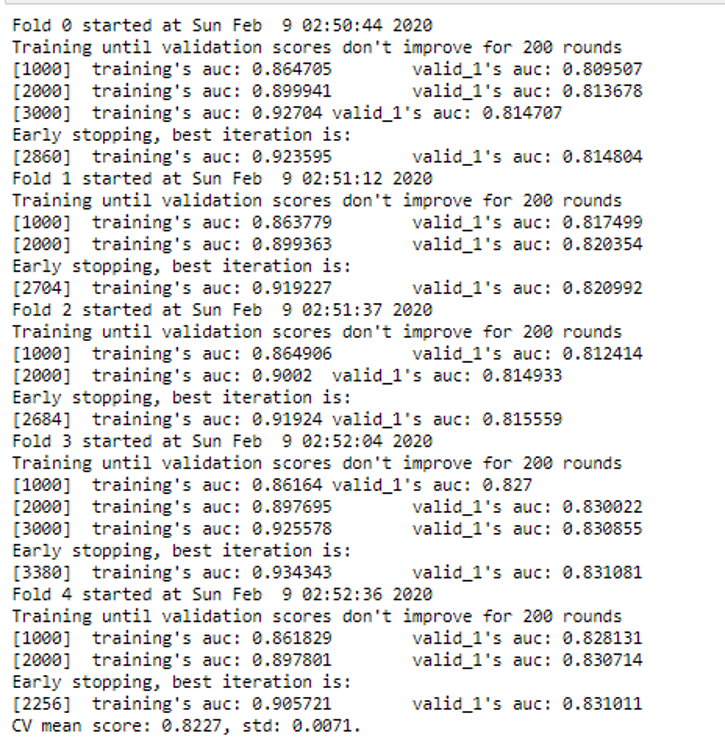 Fold 0 started at Sun Feb  9 02:50:44 2020
Training until validation scores don't improve for 200 rounds
[1000]  training's auc: 0.864705        valid_1's auc: 0.809507
[2000]  training's auc: 0.899941        valid_1's auc: 0.813678
[3000]  training's auc: 0.92704 valid_1's auc: 0.814707
Early stopping, best iteration is:
[2860]  training's auc: 0.923595        valid_1's auc: 0.814804
Fold 1 started at Sun Feb  9 02:51:12 2020
Training until validation scores don't improve for 200 rounds
[1000]  training's auc: 0.863779        valid_1's auc: 0.817499
[2000]  training's auc: 0.899363        valid_1's auc: 0.820354
Early stopping, best iteration is:
[2704]  training's auc: 0.919227        valid_1's auc: 0.820992
Fold 2 started at Sun Feb  9 02:51:37 2020
Training until validation scores don't improve for 200 rounds
[1000]  training's auc: 0.864906        valid_1's auc: 0.812414
[2000]  training's auc: 0.9002  valid_1's auc: 0.814933
Early stopping, best iteration is:
[2684]  training's auc: 0.91924 valid_1's auc: 0.815559
Fold 3 started at Sun Feb  9 02:52:04 2020
Training until validation scores don't improve for 200 rounds
[1000]  training's auc: 0.86164 valid_1's auc: 0.827
[2000]  training's auc: 0.897695        valid_1's auc: 0.830022
[3000]  training's auc: 0.925578        valid_1's auc: 0.830855
Early stopping, best iteration is:
[3380]  training's auc: 0.934343        valid_1's auc: 0.831081
Fold 4 started at Sun Feb  9 02:52:36 2020
Training until validation scores don't improve for 200 rounds
[1000]  training's auc: 0.861829        valid_1's auc: 0.828131
[2000]  training's auc: 0.897801        valid_1's auc: 0.830714
Early stopping, best iteration is:
[2256]  training's auc: 0.905721        valid_1's auc: 0.831011
CV mean score: 0.8227, std: 0.0071.